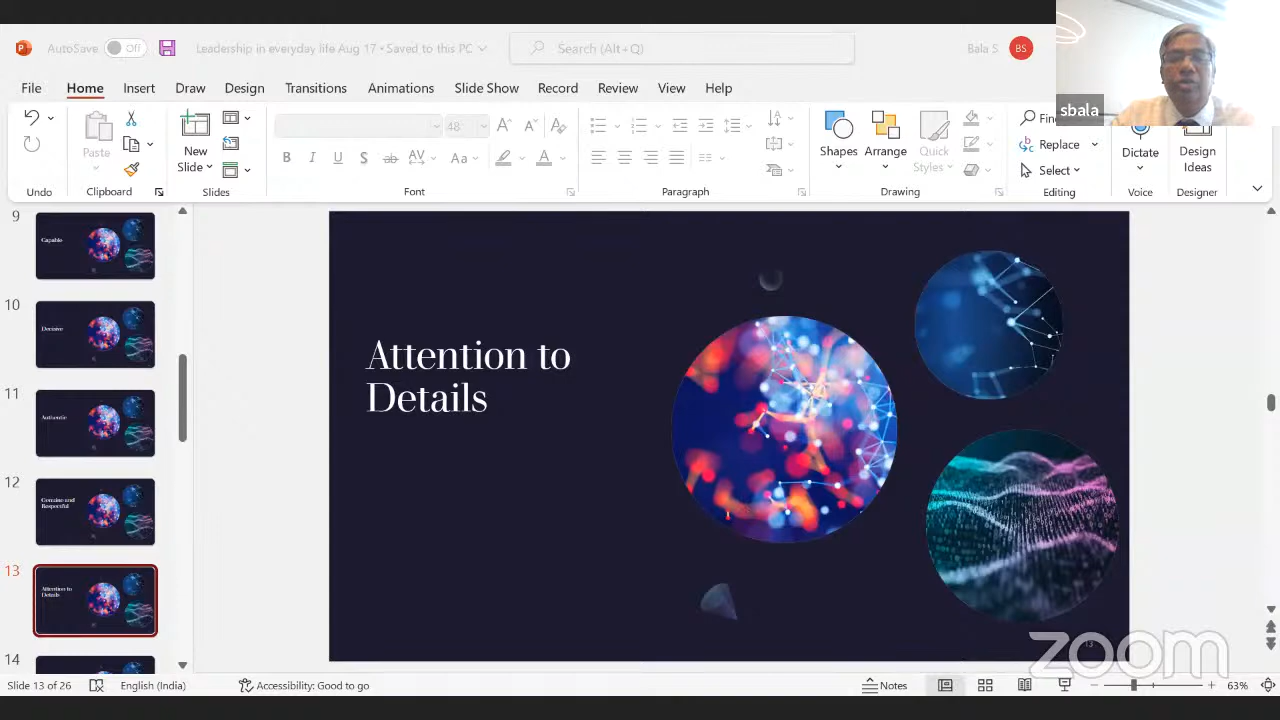 AutoSave Off Leadership in everyday life Aug 17 • Saved to this PC Search (Alt+Q) Bala S BS
File Home Insert Draw Design Transitions Animations Slide Show Record Review View Help
sbala
Paste
New
Slide
48
Shapes
Arrange
Quick
Styles
Replace
Select
Dictate
Design
Ideas
Undo Clipboard Slides Font Paragraph Drawing Editing Voice Designer
9
Capable
10
Decisive
11
Authentic
12
Genuine and
Respectful
13
Attention to
Details
14
Attention to
Details
13
zoom
Slide 13 of 26 English (India) Accessibility: Good to go Notes 63%